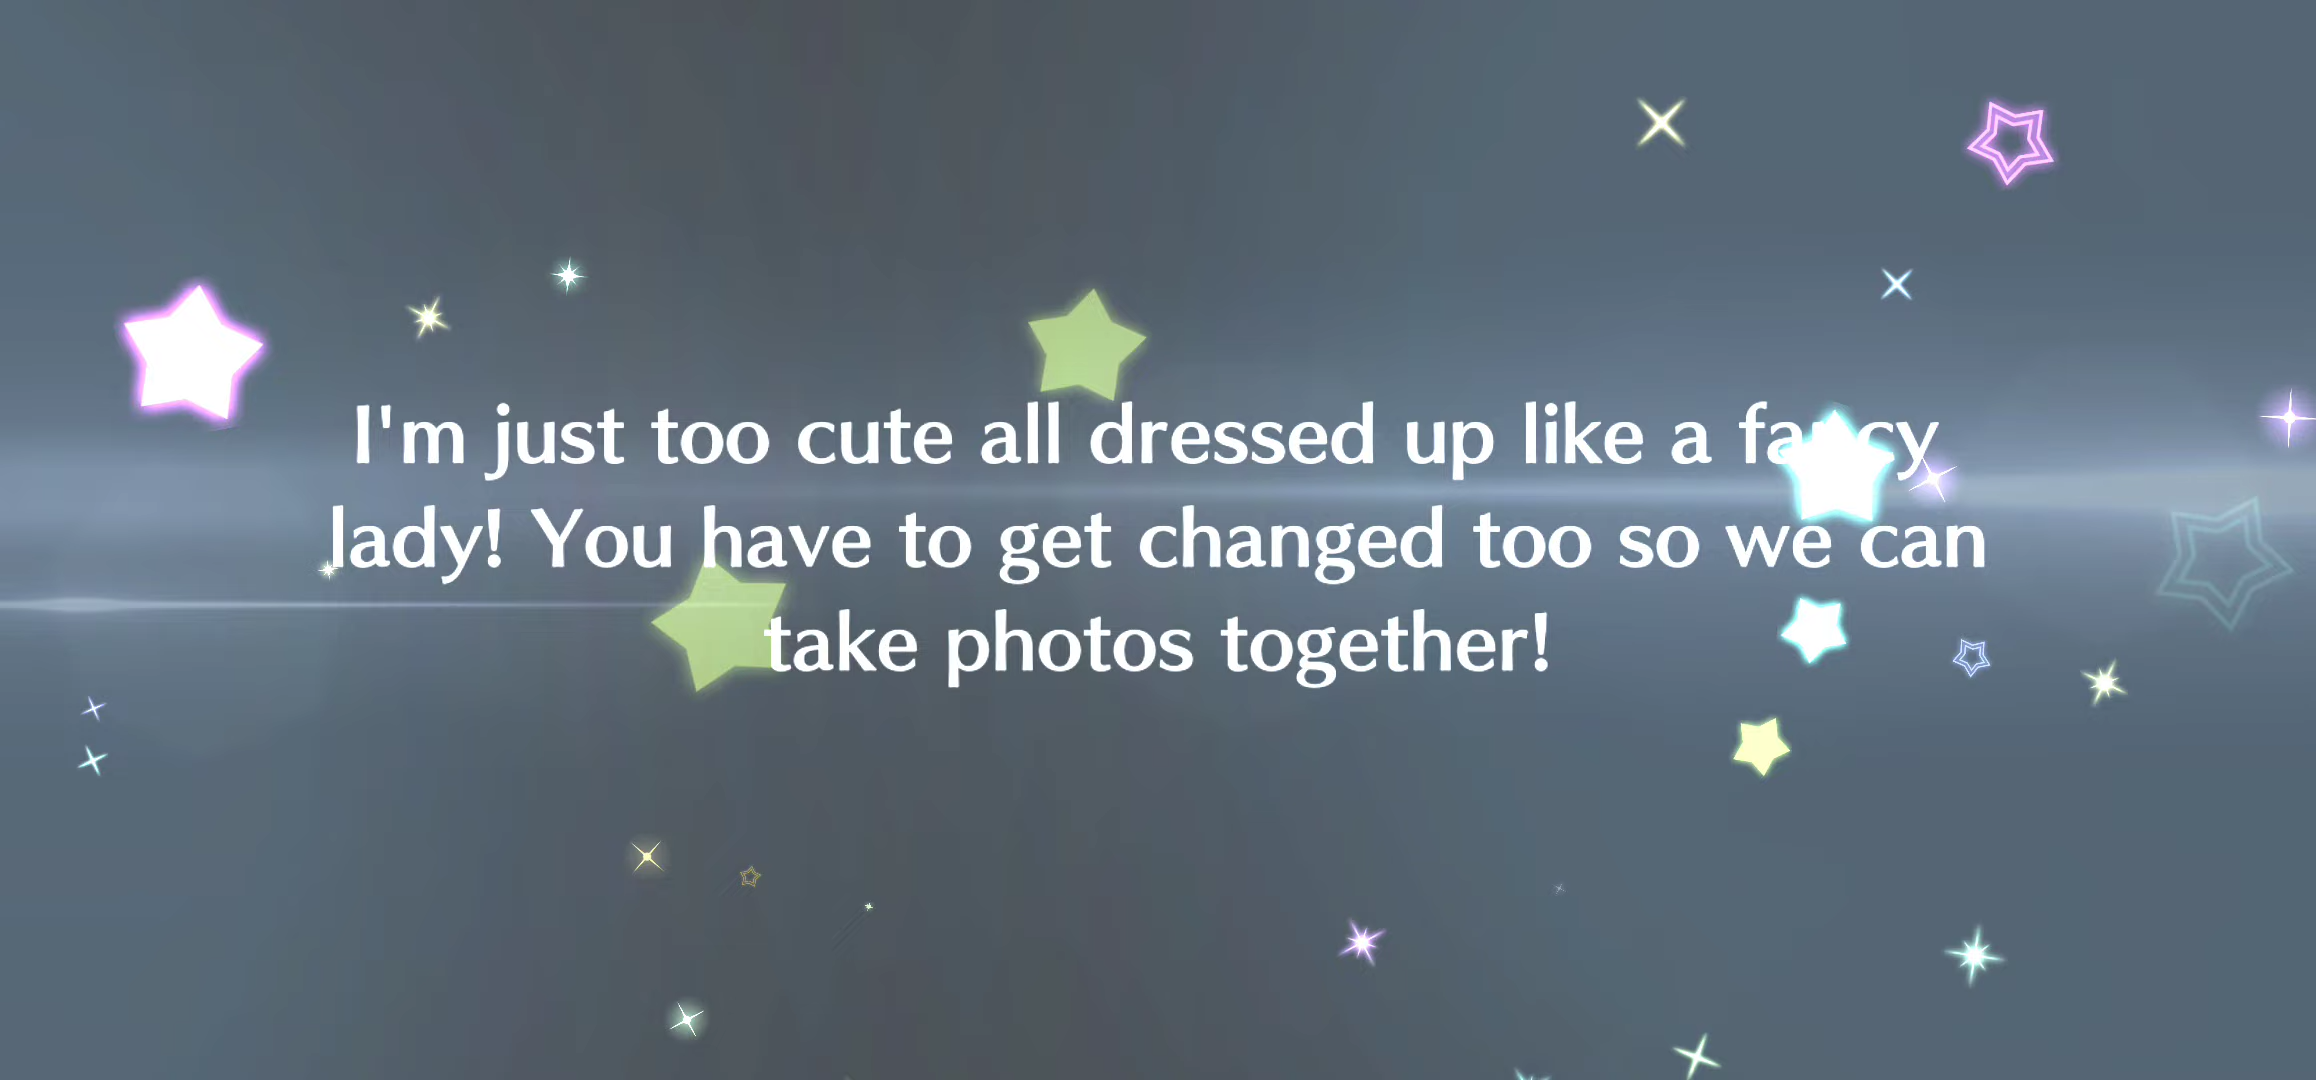 I'm just too cute all dressed up like a fancy
lady! You have to get changed too so we can
take photos together!